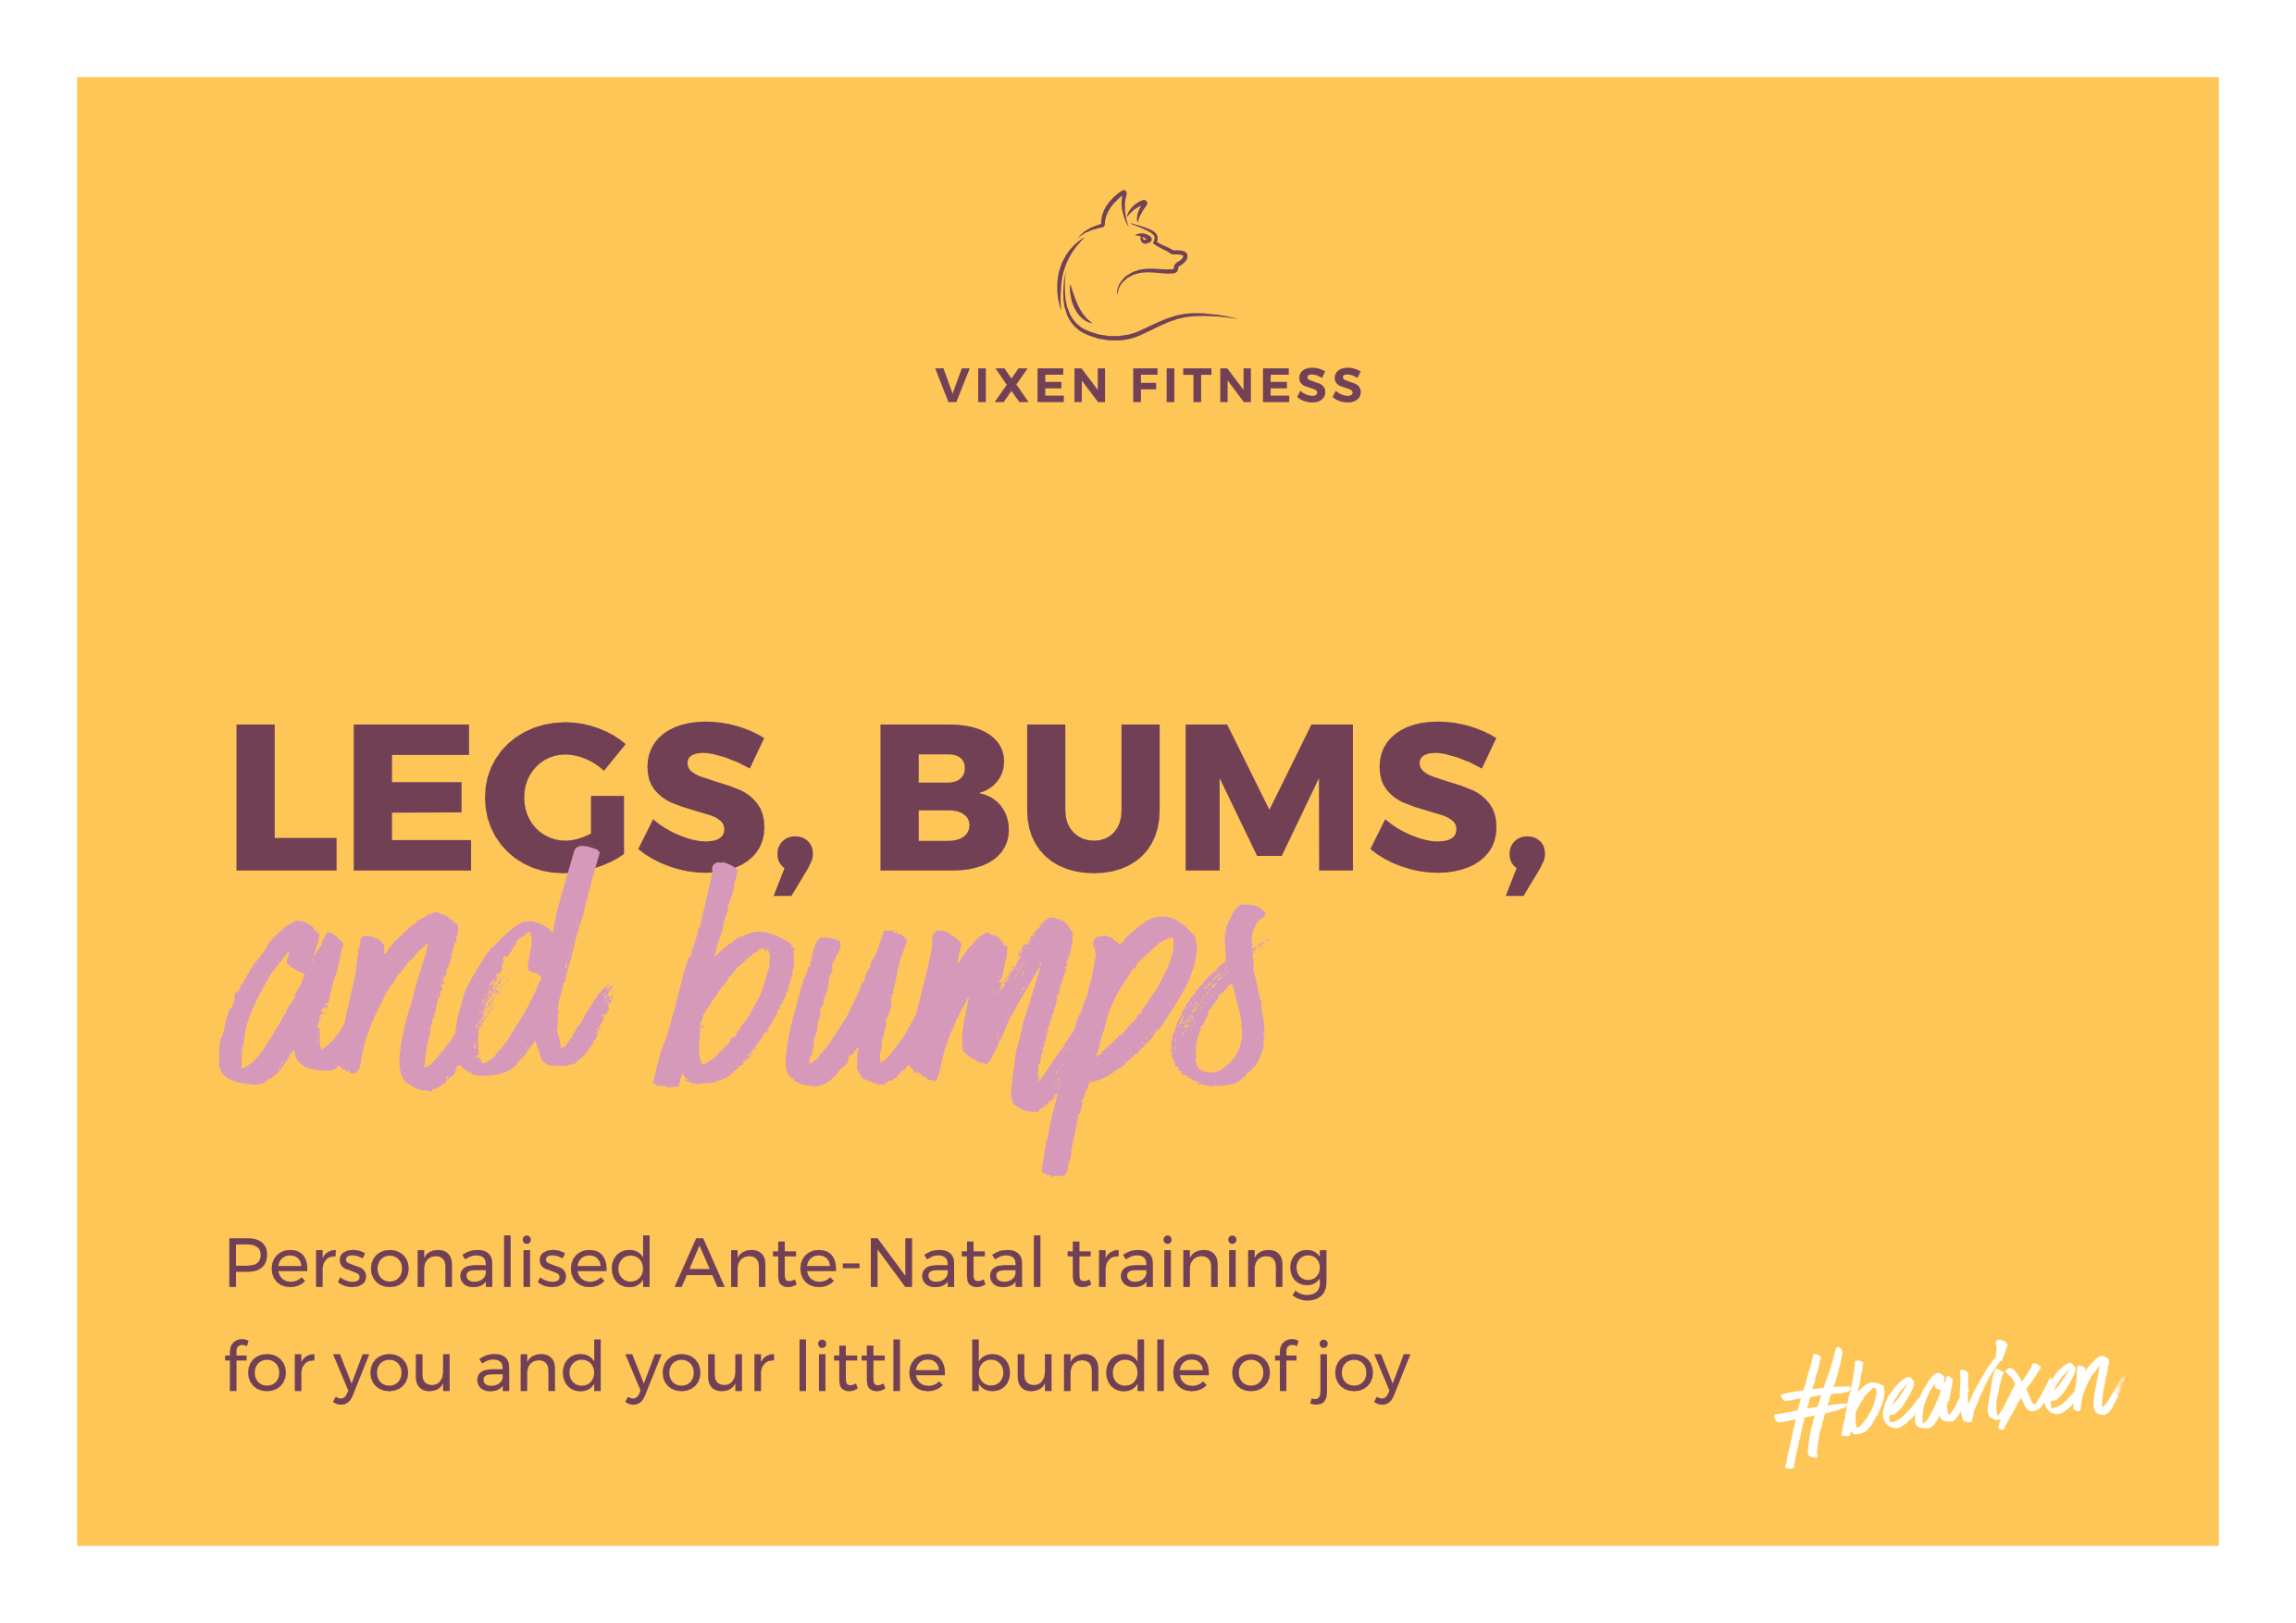 VIXEN FITNESS
LEGS, BUMS,
and bumps
Personalised Ante-Natal training
for you and your little bundle of joy
#beavixen